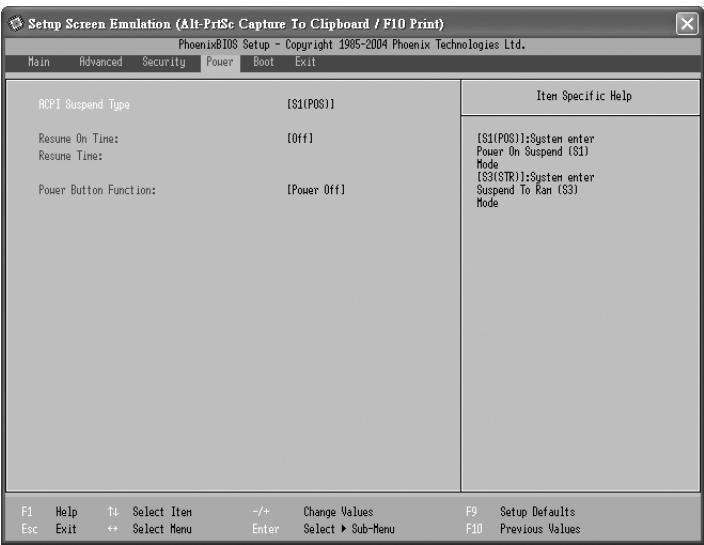 Setup Screen Emulation (Alt-PrtSc Capture To Clipboard / F10 Print)
PhoenixBIOS Setup - Copyright 1985-2004 Phoenix Technologies Ltd.
Main Advanced Security Power Boot Exit
ACPI Suspend Type [S1(POS)]
Resume On Time: [Off]
Resume Time:
Power Button Function: [Power Off]
Item Specific Help
[S1(POS)]:System enter
Power On Suspend (S1)
Mode
[S3(STR)]:System enter
Suspend To Ram (S3)
Mode
F1 Help ↑↓ Select Item -/+ Change Values F9 Setup Defaults
Esc Exit ↔ Select Menu Enter Select ▶ Sub-Menu F10 Previous Values